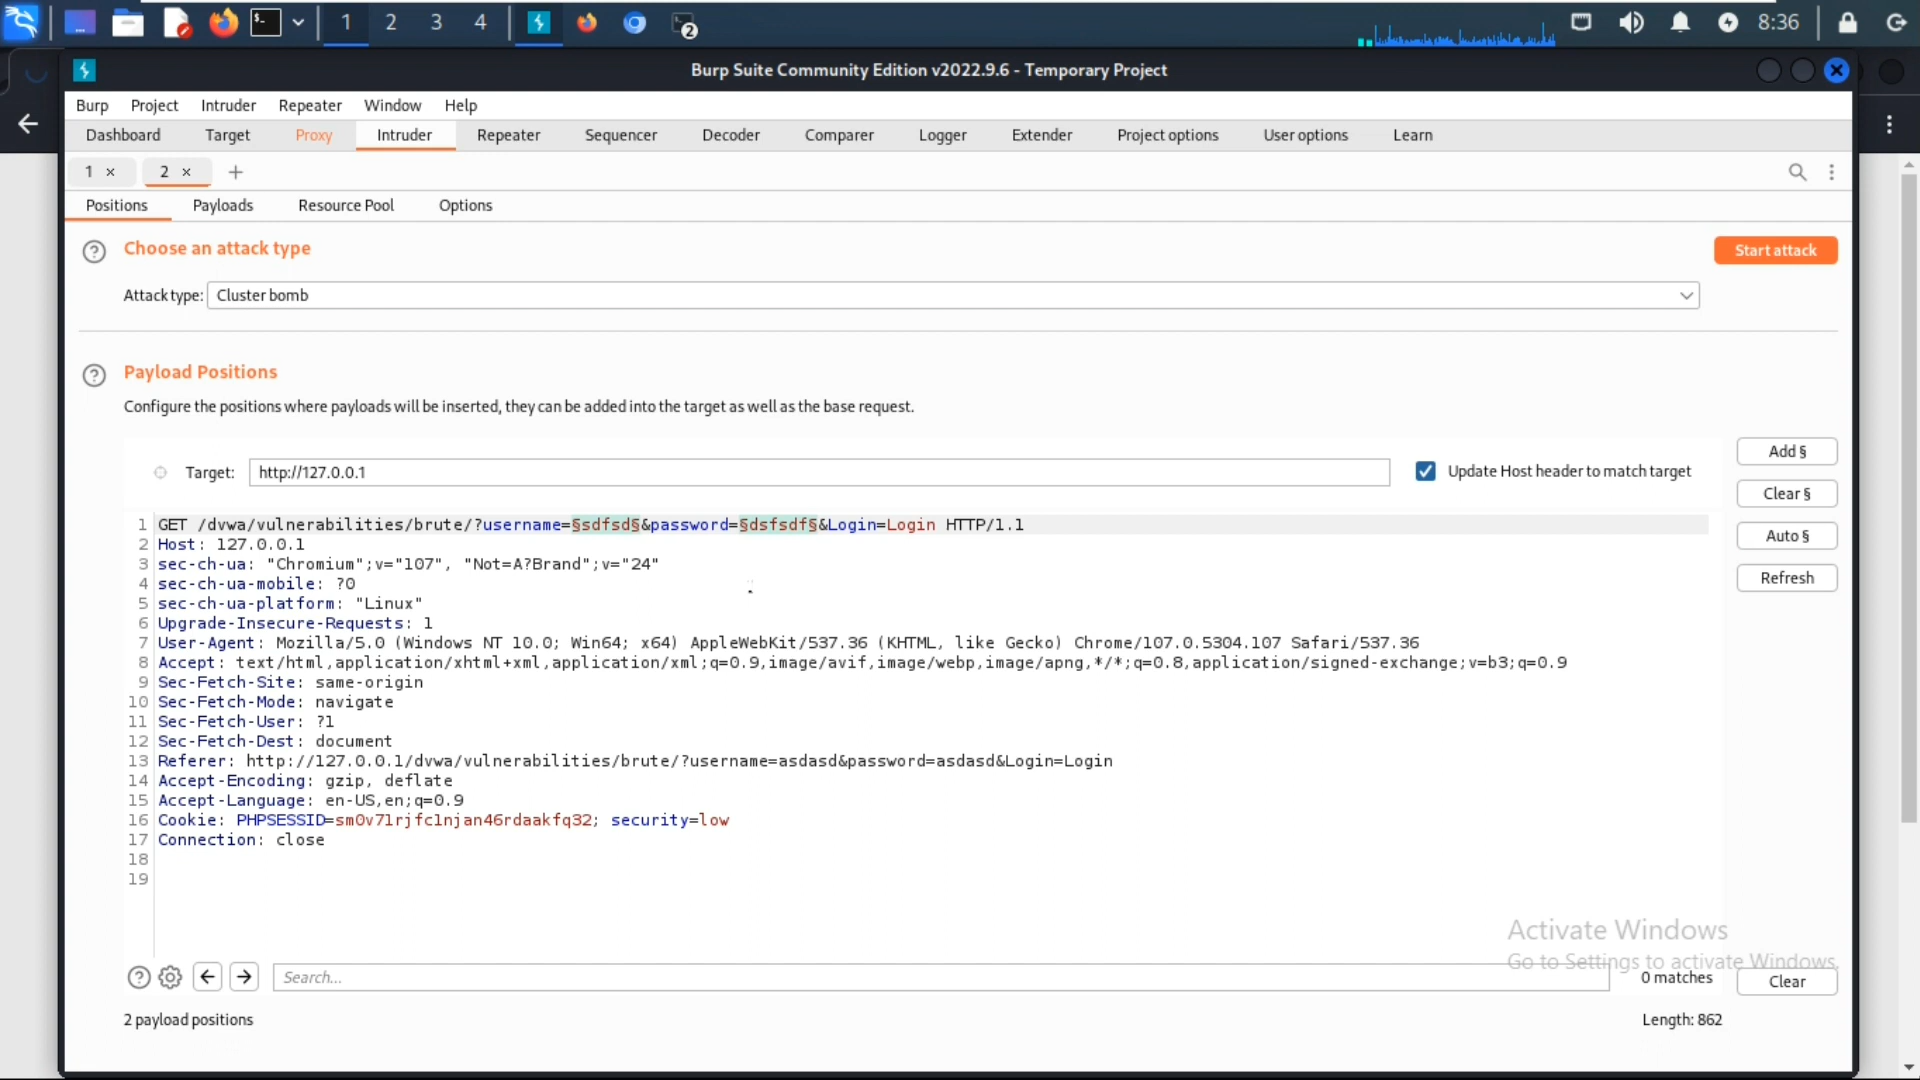 1 2 3 4 2 8:36
Burp Suite Community Edition v2022.9.6 - Temporary Project
Burp Project Intruder Repeater Window Help
Dashboard Target Proxy Intruder Repeater Sequencer Decoder Comparer Logger Extender Project options User options Learn
1 × 2 × +
Positions Payloads Resource Pool Options
Choose an attack type
Start attack
Attack type: Cluster bomb
Payload Positions
Configure the positions where payloads will be inserted, they can be added into the target as well as the base request.
Add §
Target: http://127.0.0.1 Update Host header to match target
Clear §
Auto §
Refresh
1 GET /dvwa/vulnerabilities/brute/?username=§sdfsd§&password=§dsfsdf§&Login=Login HTTP/1.1
2 Host: 127.0.0.1
3 sec-ch-ua: "Chromium";v="107", "Not=A?Brand";v="24"
4 sec-ch-ua-mobile: ?0
5 sec-ch-ua-platform: "Linux"
6 Upgrade-Insecure-Requests: 1
7 User-Agent: Mozilla/5.0 (Windows NT 10.0; Win64; x64) AppleWebKit/537.36 (KHTML, like Gecko) Chrome/107.0.5304.107 Safari/537.36
8 Accept: text/html,application/xhtml+xml,application/xml;q=0.9,image/avif,image/webp,image/apng,*/*;q=0.8,application/signed-exchange;v=b3;q=0.9
9 Sec-Fetch-Site: same-origin
10 Sec-Fetch-Mode: navigate
11 Sec-Fetch-User: ?1
12 Sec-Fetch-Dest: document
13 Referer: http://127.0.0.1/dvwa/vulnerabilities/brute/?username=asdasd&password=asdasd&Login=Login
14 Accept-Encoding: gzip, deflate
15 Accept-Language: en-US,en;q=0.9
16 Cookie: PHPSESSID=sm0v71rjfc1njan46rdaakfq32; security=low
17 Connection: close
18
19
Activate Windows
Go to Settings to activate Windows.
Search... 0 matches Clear
2 payload positions Length: 862